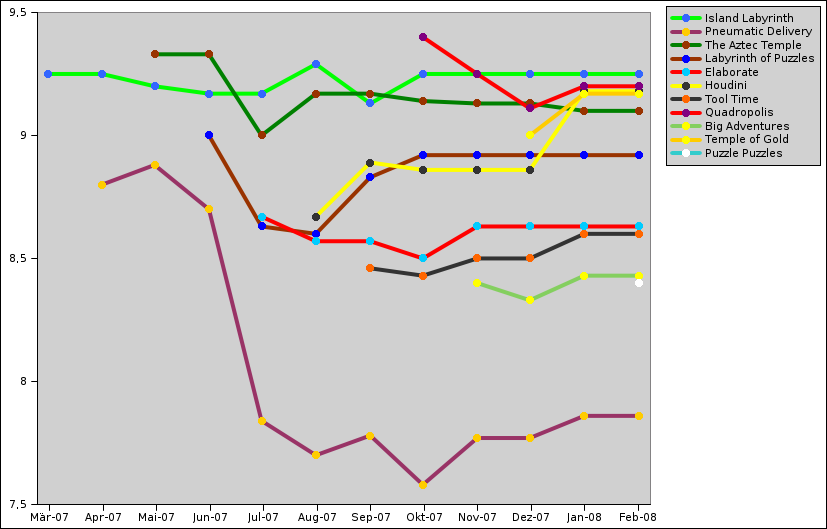 9,5
9
8,5
8
7,5
Mär-07 Apr-07 Mai-07 Jun-07 Jul-07 Aug-07 Sep-07 Okt-07 Nov-07 Dez-07 Jan-08 Feb-08
Island Labyrinth
Pneumatic Delivery
The Aztec Temple
Labyrinth of Puzzles
Elaborate
Houdini
Tool Time
Quadropolis
Big Adventures
Temple of Gold
Puzzle Puzzles